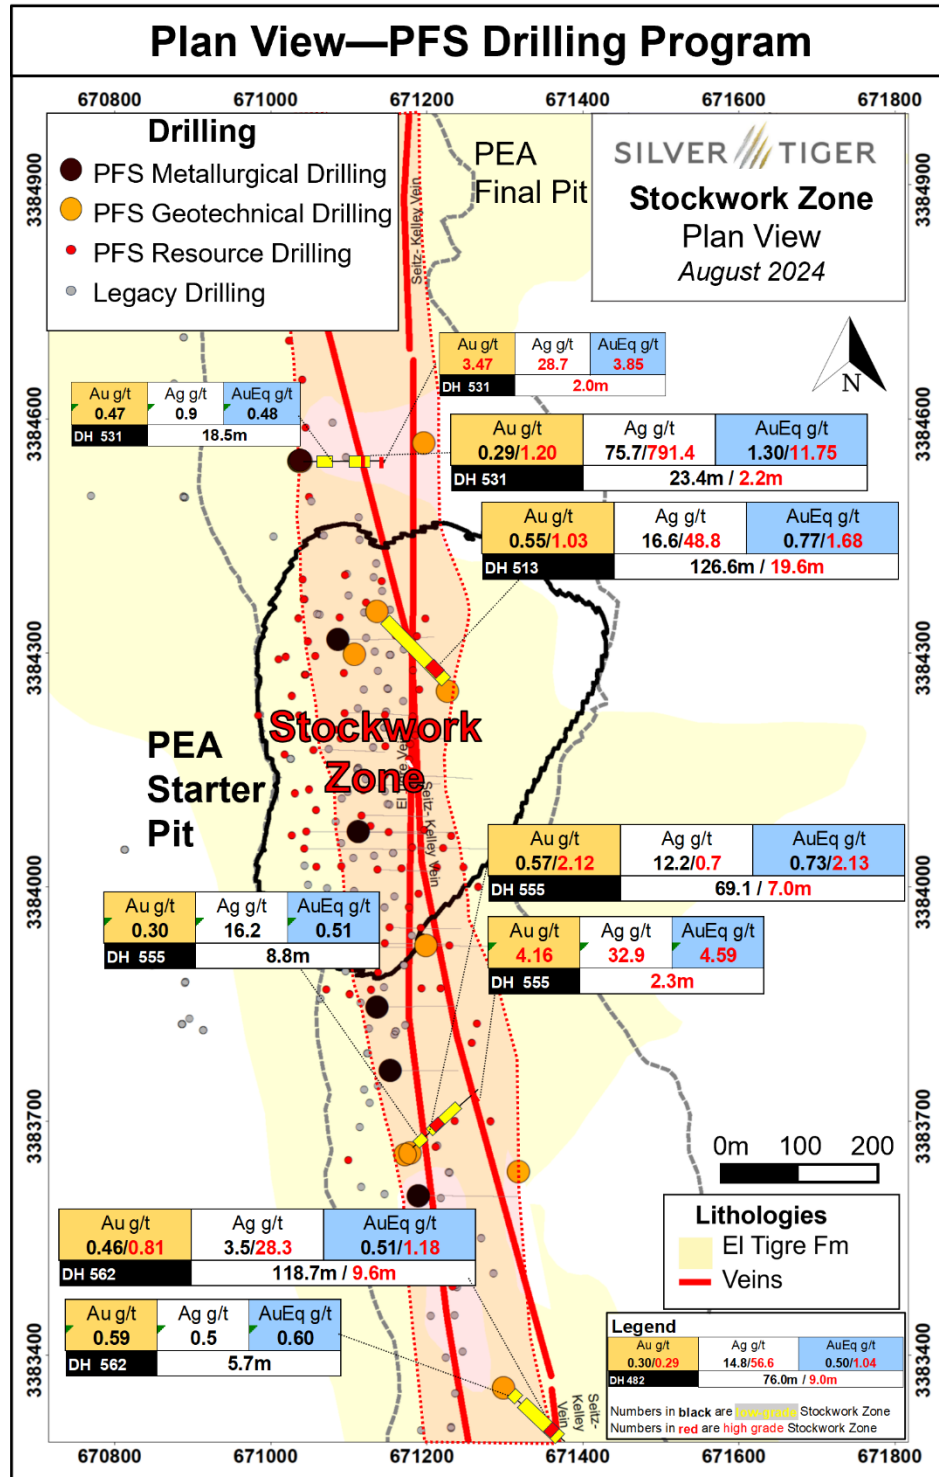 Plan View—PFS Drilling Program
670800 671000 671200 671400 671600 671800
Drilling
PFS Metallurgical Drilling
PFS Geotechnical Drilling
PFS Resource Drilling
Legacy Drilling
PEA
Final Pit
SILVER TIGER
Stockwork Zone
Plan View
August 2024
N
3384900
3384600
3384300
3384000
3383700
3383400
3384900
3384600
3384300
3384000
3383700
3383400
Seitz- Kelley Vein
Au g/t Ag g/t AuEq g/t
3.47 28.7 3.85
DH 531 2.0m
Au g/t Ag g/t AuEq g/t
0.47 0.9 0.48
DH 531 18.5m
Au g/t Ag g/t AuEq g/t
0.29/1.20 75.7/791.4 1.30/11.75
DH 531 23.4m / 2.2m
Au g/t Ag g/t AuEq g/t
0.55/1.03 16.6/48.8 0.77/1.68
DH 513 126.6m / 19.6m
Stockwork
Zone
El Tigre Vein
Seitz- Kelley Vein
PEA
Starter
Pit
Au g/t Ag g/t AuEq g/t
0.57/2.12 12.2/0.7 0.73/2.13
DH 555 69.1 / 7.0m
Au g/t Ag g/t AuEq g/t
0.30 16.2 0.51
DH 555 8.8m
Au g/t Ag g/t AuEq g/t
4.16 32.9 4.59
DH 555 2.3m
0m 100 200
Lithologies
El Tigre Fm
Veins
Au g/t Ag g/t AuEq g/t
0.46/0.81 3.5/28.3 0.51/1.18
DH 562 118.7m / 9.6m
Au g/t Ag g/t AuEq g/t
0.59 0.5 0.60
DH 562 5.7m
Seitz-
Kelley
Vein
Legend
Au g/t Ag g/t AuEq g/t
0.30/0.29 14.8/56.6 0.50/1.04
DH 482 76.0m / 9.0m
Numbers in black are low-grade Stockwork Zone
Numbers in red are high grade Stockwork Zone
670800 671000 671200 671400 671600 671800